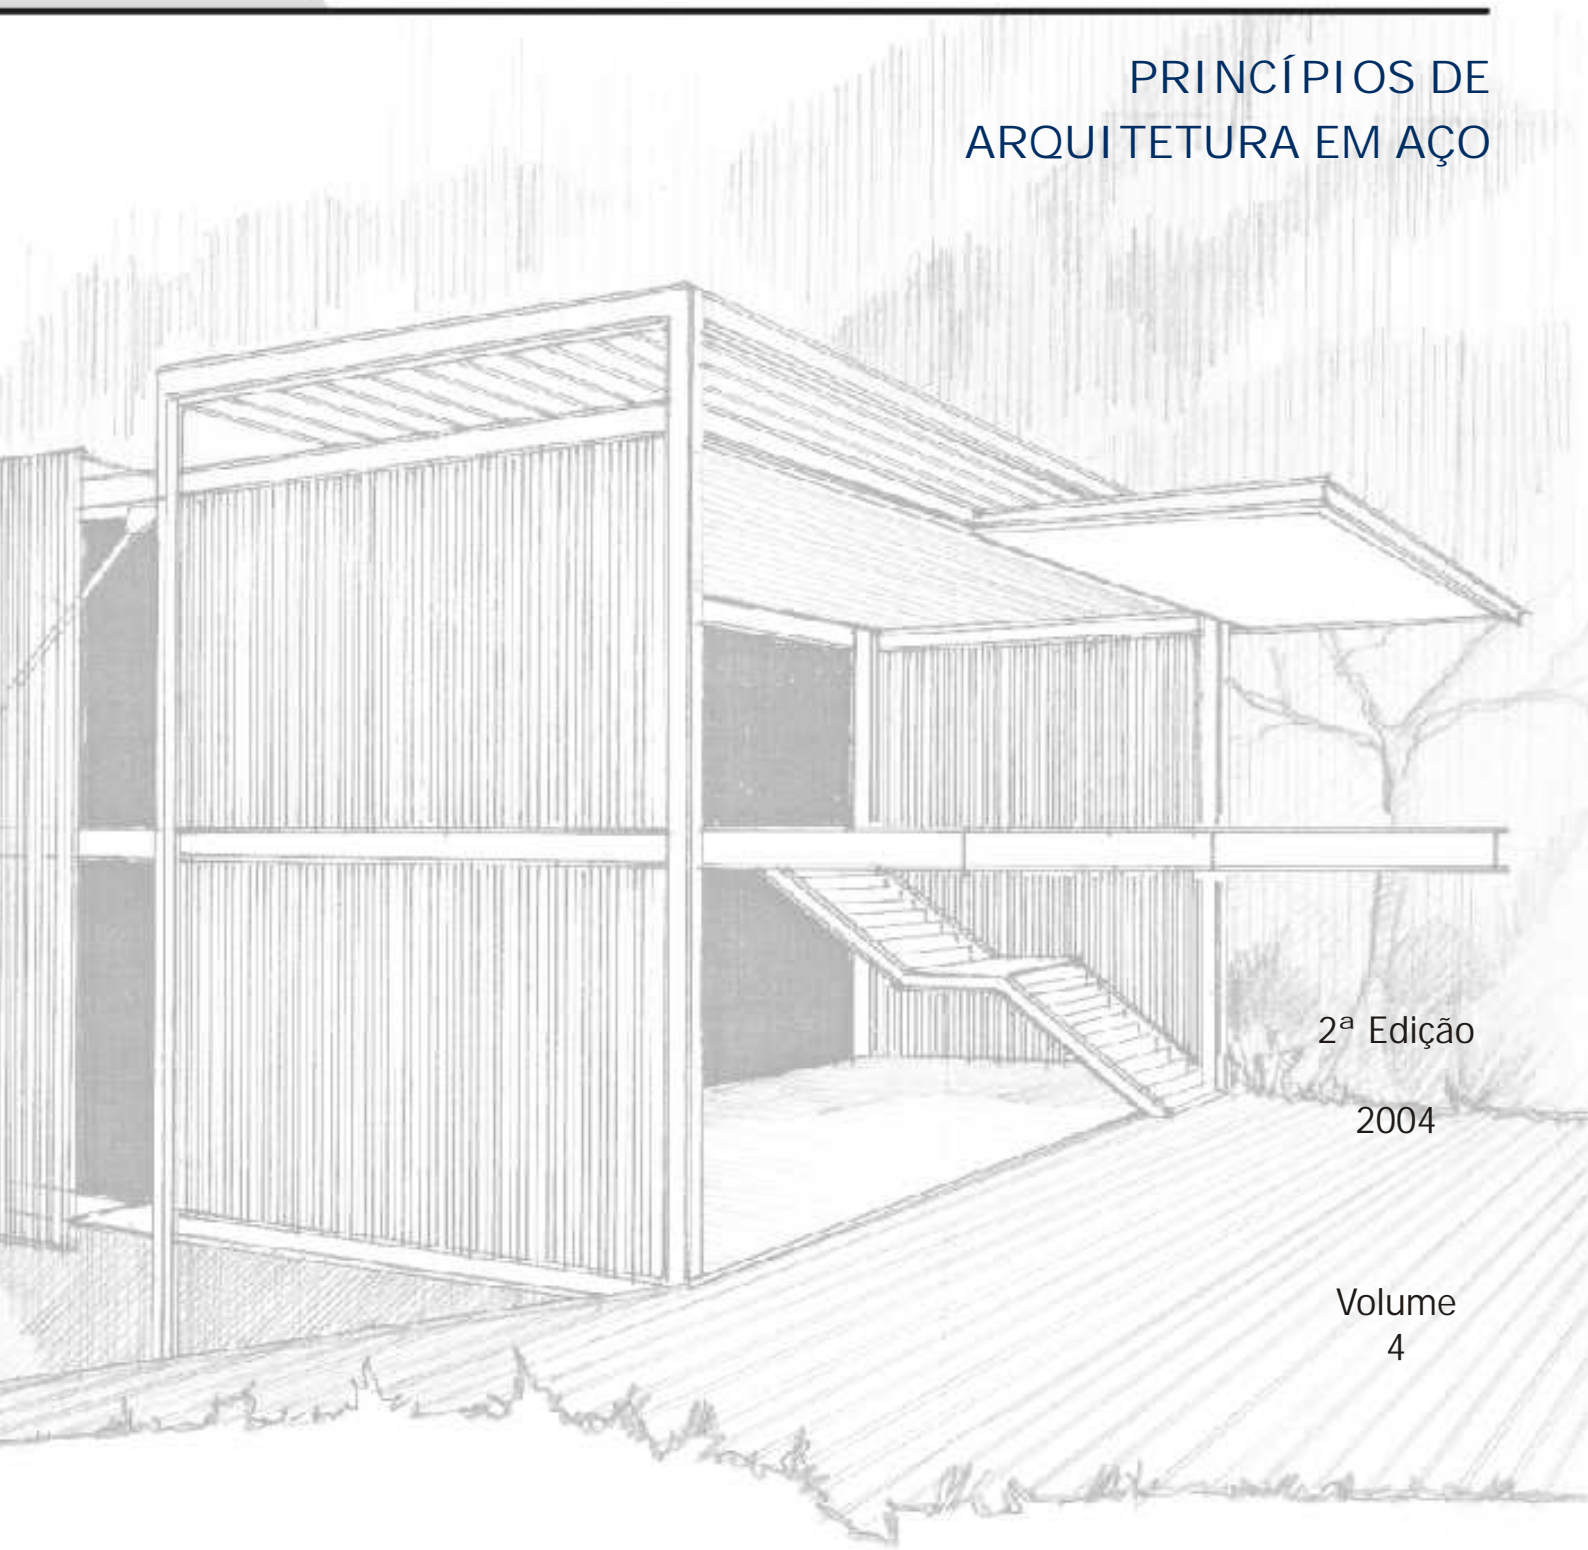 PRINCÍPIOS DE
ARQUITETURA EM AÇO
2ª Edição
2004
Volume
4